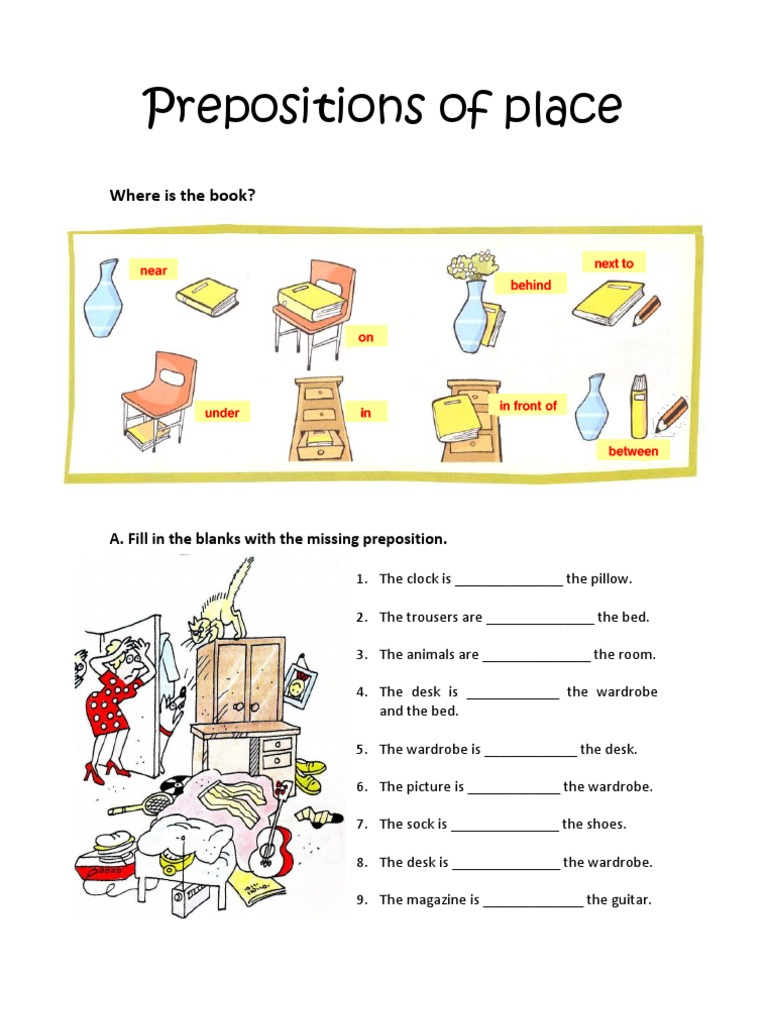 Prepositions of place
Where is the book?
near
on
behind
next to
under
in
in front of
between
A. Fill in the blanks with the missing preposition.
1. The clock is _______________ the pillow.
2. The trousers are _______________ the bed.
3. The animals are _______________ the room.
4. The desk is _____________ the wardrobe
and the bed.
5. The wardrobe is _____________ the desk.
6. The picture is _____________ the wardrobe.
7. The sock is _______________ the shoes.
8. The desk is _______________ the wardrobe.
9. The magazine is ______________ the guitar.